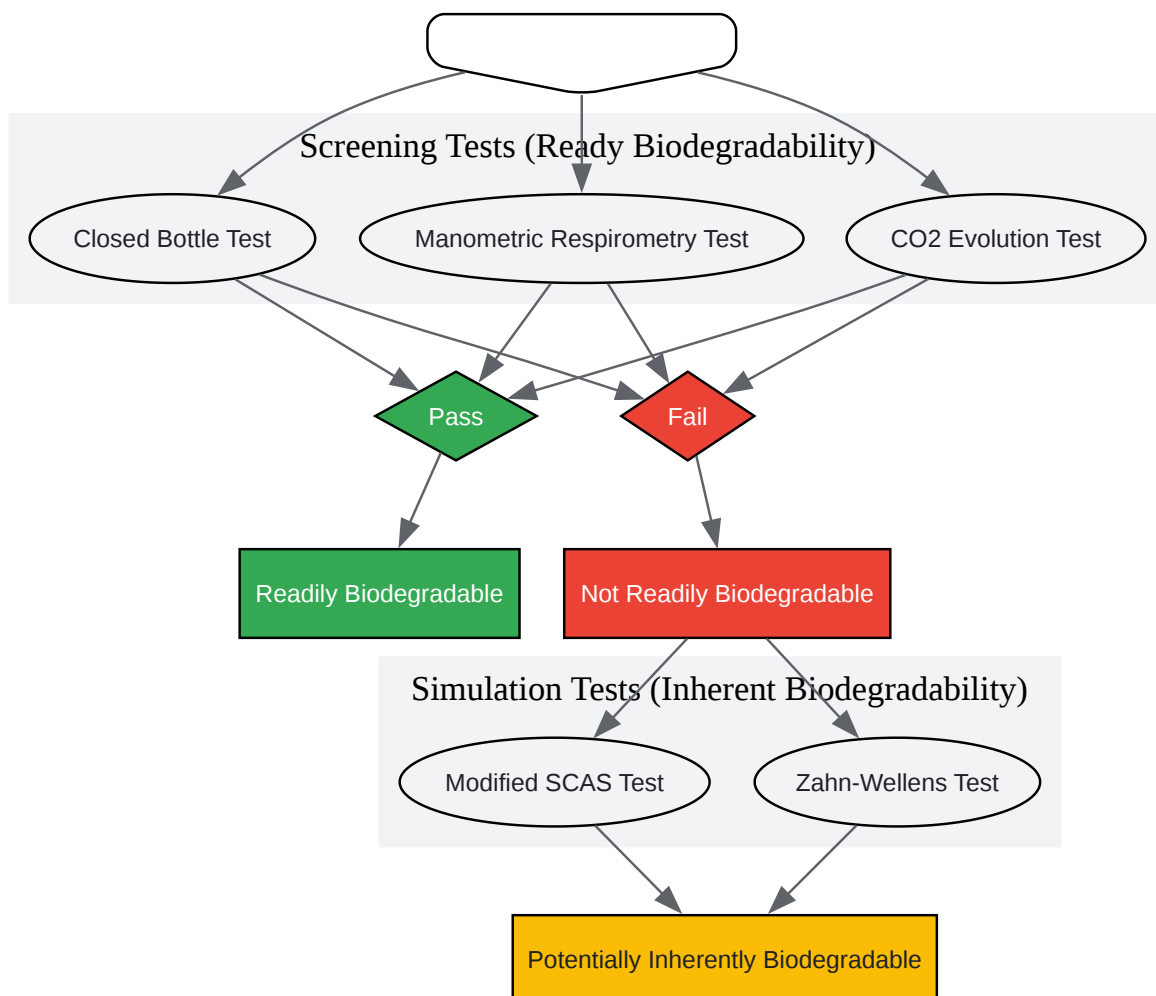 Screening Tests (Ready Biodegradability)
Closed Bottle Test
Manometric Respirometry Test
CO2 Evolution Test
Pass
Fail
Readily Biodegradable
Not Readily Biodegradable
Simulation Tests (Inherent Biodegradability)
Modified SCAS Test
Zahn-Wellens Test
Potentially Inherently Biodegradable